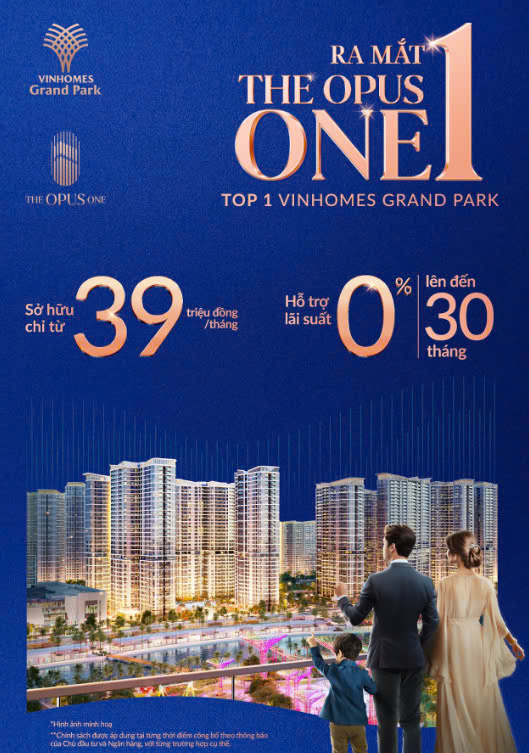 VINHOMES
Grand Park
THE OPUS ONE
RA MẮT
THE OPUS
ONE 1
TOP 1 VINHOMES GRAND PARK
Sở hữu
chỉ từ
39
triệu đồng
/tháng
Hỗ trợ
lãi suất
0%
lên đến
30
tháng
*Hình ảnh minh hoạ
**Chính sách được áp dụng tại từng thời điểm công bố theo thông báo
của Chủ đầu tư và Ngân hàng, với từng trường hợp cụ thể.